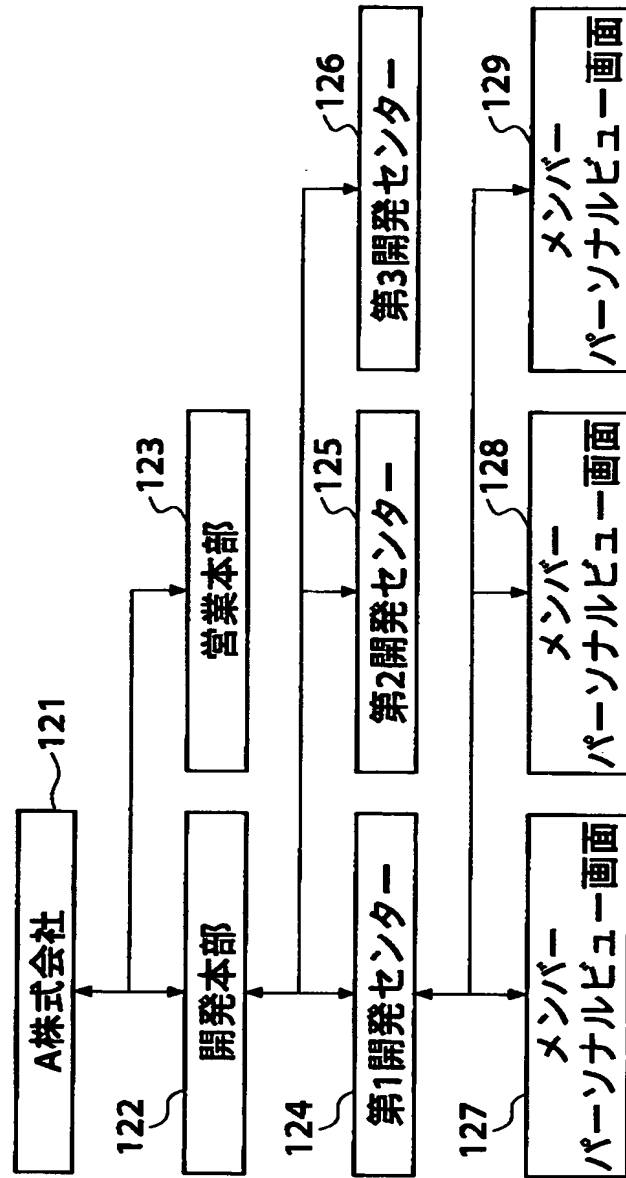 A株式会社
121
122
開発本部
123
営業本部
124
第1開発センター
125
第2開発センター
126
第3開発センター
127
メンバー
パーソナルビュー画面
128
メンバー
パーソナルビュー画面
129
メンバー
パーソナルビュー画面